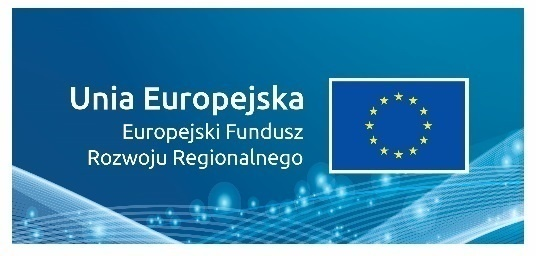 Unia Europejska
Europejski Fundusz
Rozwoju Regionalnego